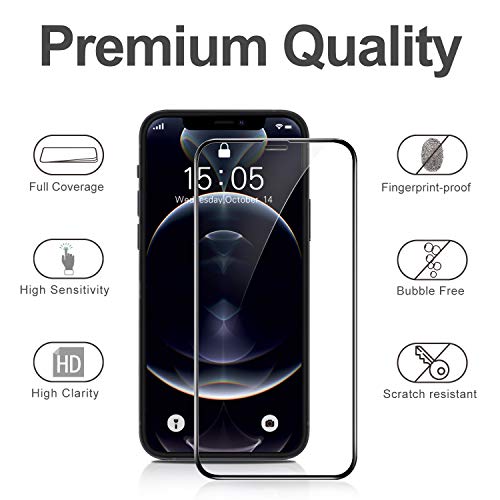 Premium Quality
Full Coverage
High Sensitivity
HD
High Clarity
15:05
Wednesday,October 14
Fingerprint-proof
Bubble Free
Scratch resistant